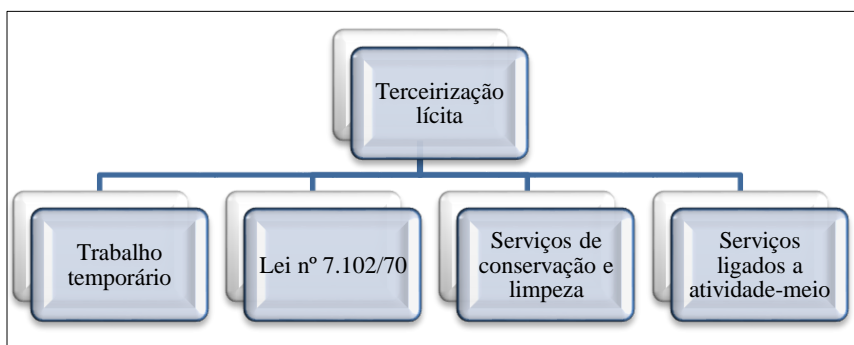 Terceirização
lícita
Trabalho
temporário
Lei nº 7.102/70
Serviços de
conservação e
limpeza
Serviços
ligados a
atividade-meio